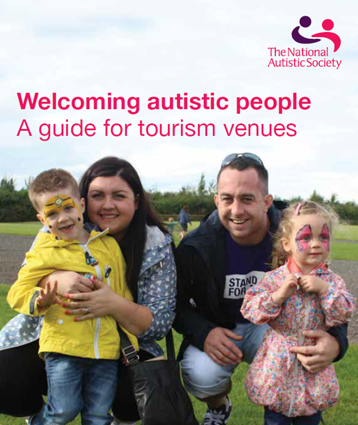 The National
Autistic Society
Welcoming autistic people
A guide for tourism venues
STAND
FOR